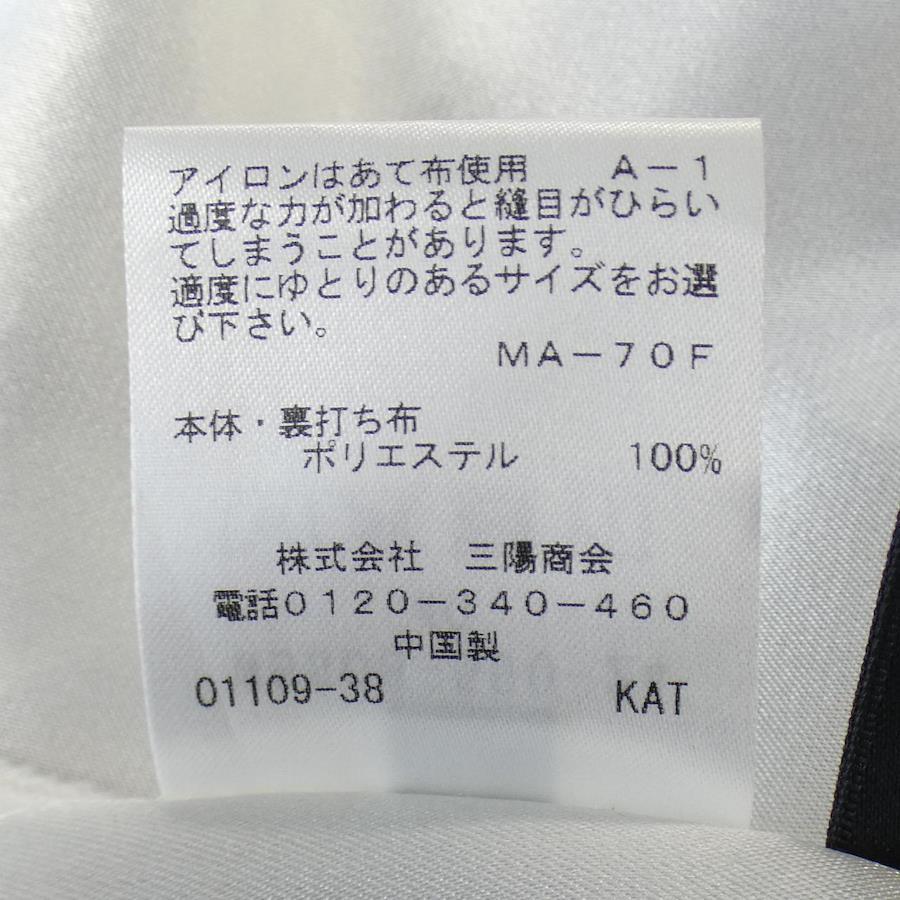 アイロンはあて布使用　Ａ－１
過度な力が加わると縫目がひらい
てしまうことがあります。
適度にゆとりのあるサイズをお選
び下さい。
ＭＡ－７０Ｆ
本体・裏打ち布
ポリエステル　100%
株式会社　三陽商会
電話０１２０－３４０－４６０
中国製
01109-38　KAT